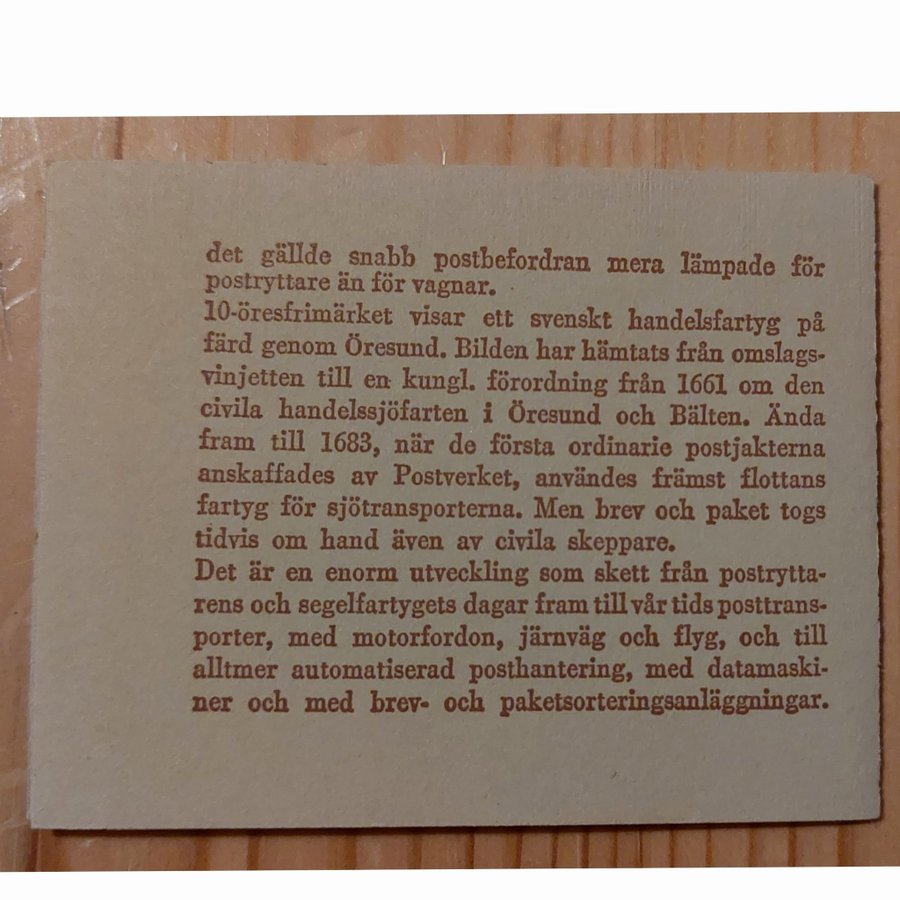 det gällde snabb postbefordran mera lämpade för
postryttare än för vagnar.
10-öresfrimärket visar ett svenskt handelsfartyg på
färd genom Öresund. Bilden har hämtats från omslags-
vinjetten till en kungl. förordning från 1661 om den
civila handelssjöfarten i Öresund och Bälten. Ända
fram till 1683, när de första ordinarie postjakterna
anskaffades av Postverket, användes främst flottans
fartyg för sjötransporterna. Men brev och paket togs
tidvis om hand även av civila skeppare.
Det är en enorm utveckling som skett från postrytta-
rens och segelfartygets dagar fram till vår tids posttrans-
porter, med motorfordon, järnväg och flyg, och till
alltmer automatiserad posthantering, med datamaski-
ner och med brev- och paketsorteringsanläggningar.